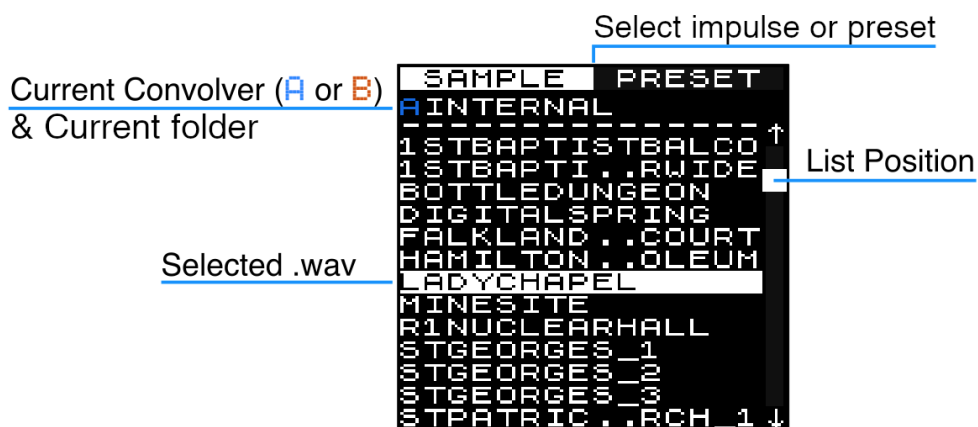 Select impulse or preset
Current Convolver (A or B)
& Current folder
SAMPLE PRESET
A INTERNAL
1STBAPTISTBALCO
1STBAPTI..RWIDE
List Position
BOTTLEDUNGEON
DIGITALSPRING
FALKLAND..COURT
HAMILTON..OLEUM
Selected .wav
LADYCHAPEL
MINESITE
R1NUCLEARHALL
STGEORGES_1
STGEORGES_2
STGEORGES_3
STPATRIC..RCH_1